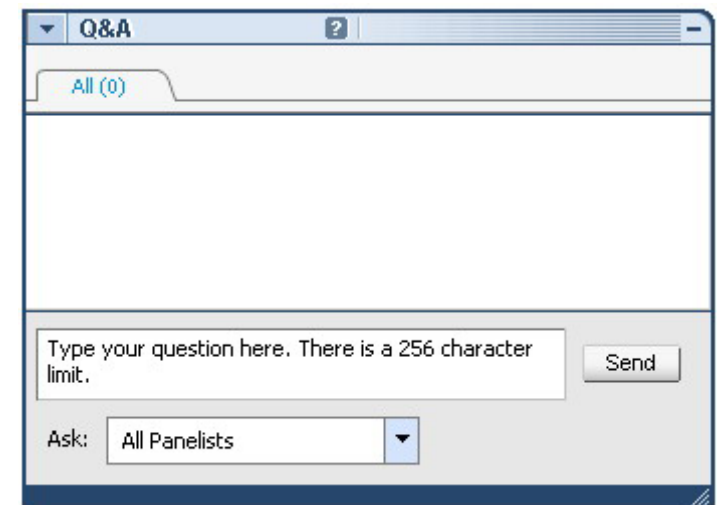 Q&A ?
All (0)
Type your question here. There is a 256 character
limit.
Send
Ask: All Panelists